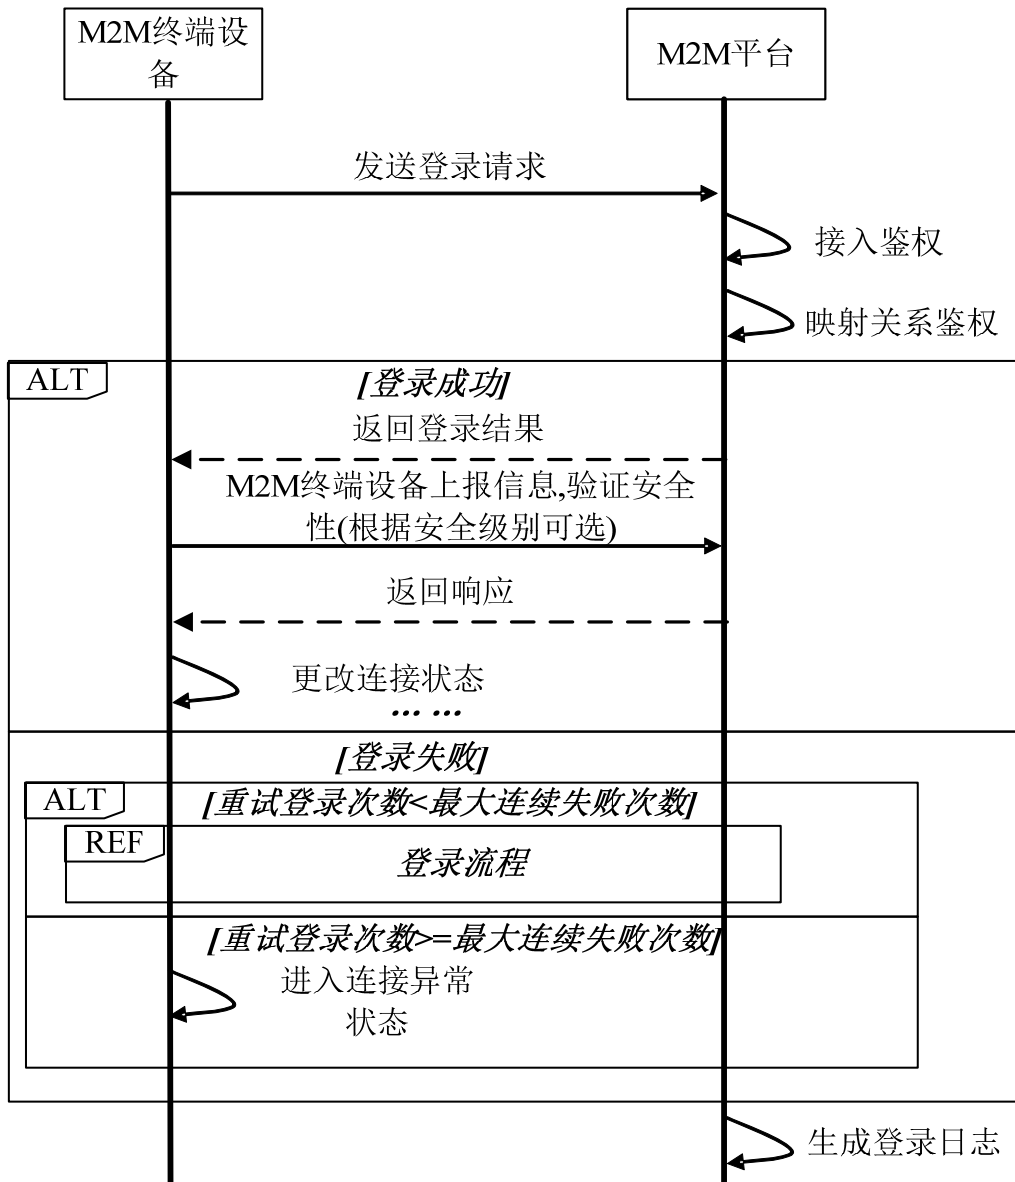 M2M终端设
备
M2M平台
发送登录请求
接入鉴权
映射关系鉴权
ALT
[登录成功]
返回登录结果
M2M终端设备上报信息,验证安全
性(根据安全级别可选)
返回响应
更改连接状态
... ...
[登录失败]
ALT
[重试登录次数<最大连续失败次数]
REF
登录流程
[重试登录次数>=最大连续失败次数]
进入连接异常
状态
生成登录日志